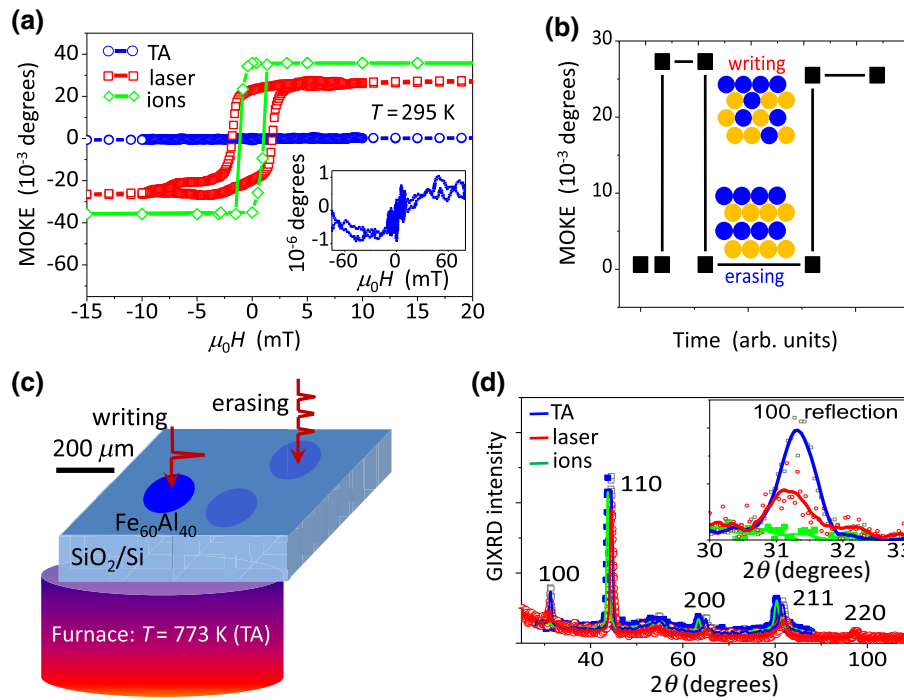 (a)
40
20
0
-20
-40
-60
MOKE (10⁻³ degrees)
TA
laser
ions
T = 295 K
1
0
-1
10⁻⁶ degrees
-60 0 60
μ₀H (mT)
-15 -10 -5 0 5 10 15 20
μ₀H (mT)
(b)
30
20
10
0
MOKE (10⁻³ degrees)
writing
erasing
Time (arb. units)
(c)
writing
erasing
200 μm
Fe₆₀Al₄₀
SiO₂/Si
Furnace: T = 773 K (TA)
(d)
GIXRD intensity
TA
laser
ions
100
110
200
211
220
100 reflection
30 31 32 33
2θ (degrees)
40 60 80 100
2θ (degrees)